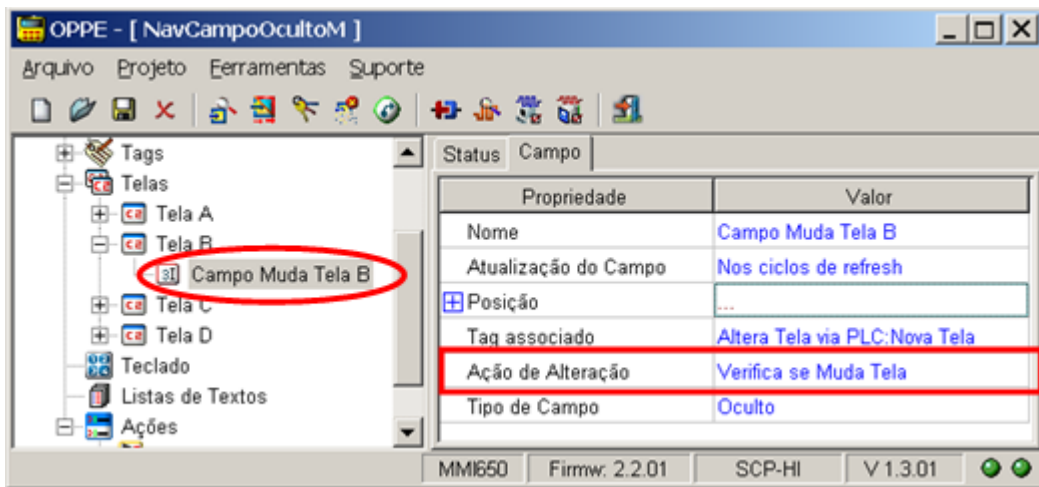 OPPE - [ NavCampoOcultoM ]
Arquivo Projeto Ferramentas Suporte
Tags
Telas
Tela A
Tela B
Campo Muda Tela B
Tela C
Tela D
Teclado
Listas de Textos
Ações
Status Campo
Propriedade Valor
Nome Campo Muda Tela B
Atualização do Campo Nos ciclos de refresh
Posição ...
Tag associado Altera Tela via PLC:Nova Tela
Ação de Alteração Verifica se Muda Tela
Tipo de Campo Oculto
MMI650 Firmw: 2.2.01 SCP-HI V 1.3.01